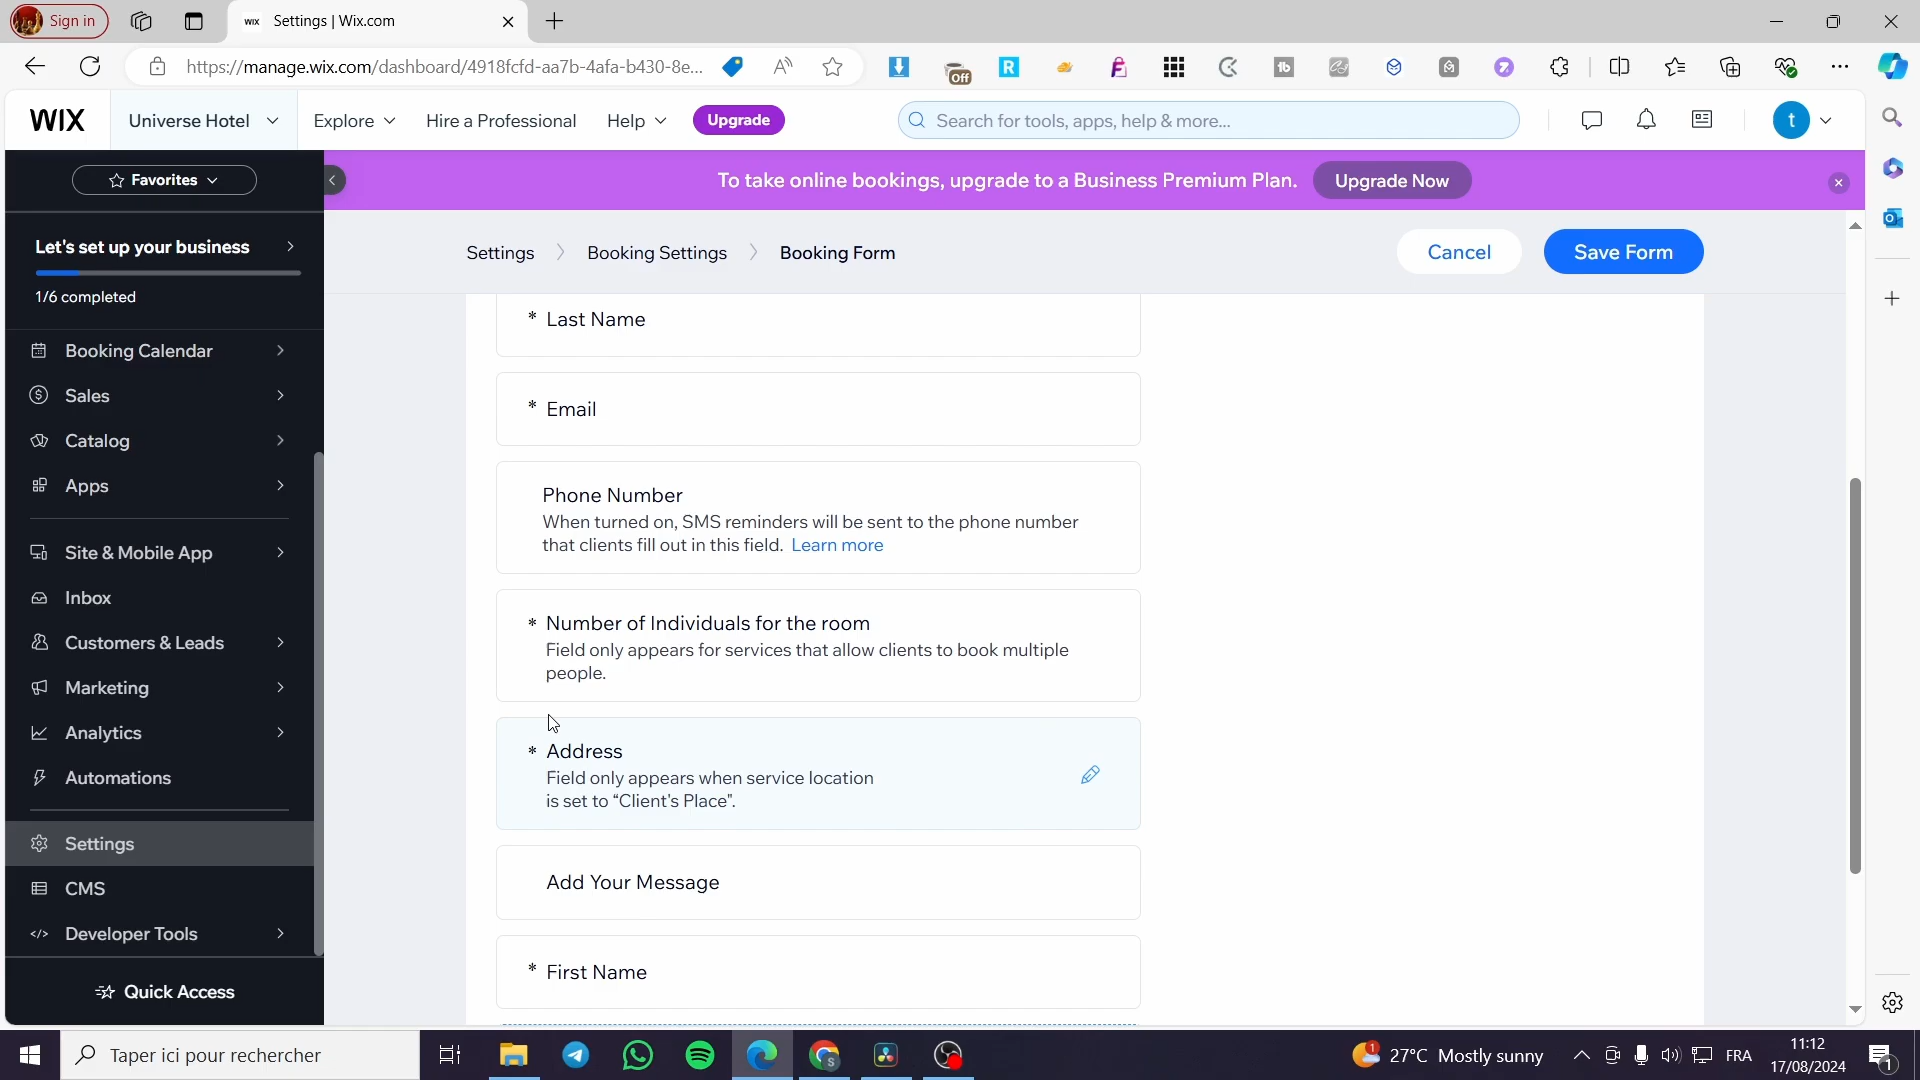 Sign in
WIX
Settings | Wix.com
https://manage.wix.com/dashboard/4918fcfd-aa7b-4afa-b430-8e...
Off
WIX
Universe Hotel
Explore
Hire a Professional
Help
Upgrade
Search for tools, apps, help & more...
t
Favorites
To take online bookings, upgrade to a Business Premium Plan.
Upgrade Now
Let's set up your business
1/6 completed
Booking Calendar
Sales
Catalog
Apps
Site & Mobile App
Inbox
Customers & Leads
Marketing
Analytics
Automations
Settings
CMS
Developer Tools
Quick Access
Settings
Booking Settings
Booking Form
Cancel
Save Form
* Last Name
* Email
Phone Number
When turned on, SMS reminders will be sent to the phone number
that clients fill out in this field. Learn more
* Number of Individuals for the room
Field only appears for services that allow clients to book multiple
people.
* Address
Field only appears when service location
is set to “Client's Place".
Add Your Message
* First Name
Taper ici pour rechercher
1
27°C Mostly sunny
FRA
11:12
17/08/2024
1